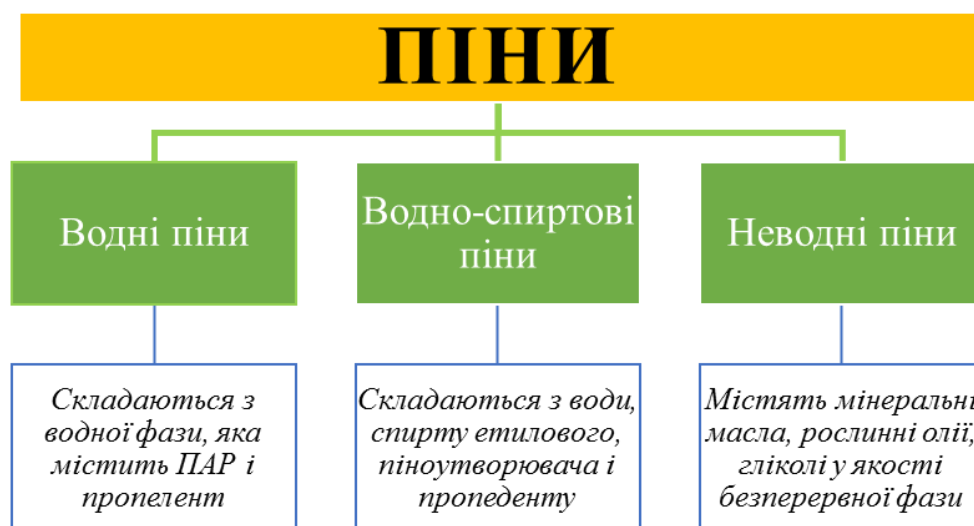 ПІНИ
Водні піни
Водно-спиртові
піни
Неводні піни
Складаються з
водної фази, яка
містить ПАР і
пропелент
Складаються з води,
спирту етилового,
піноутворювача і
пропеденту
Містять мінеральні
масла, рослинні олії,
гліколі у якості
безперервної фази